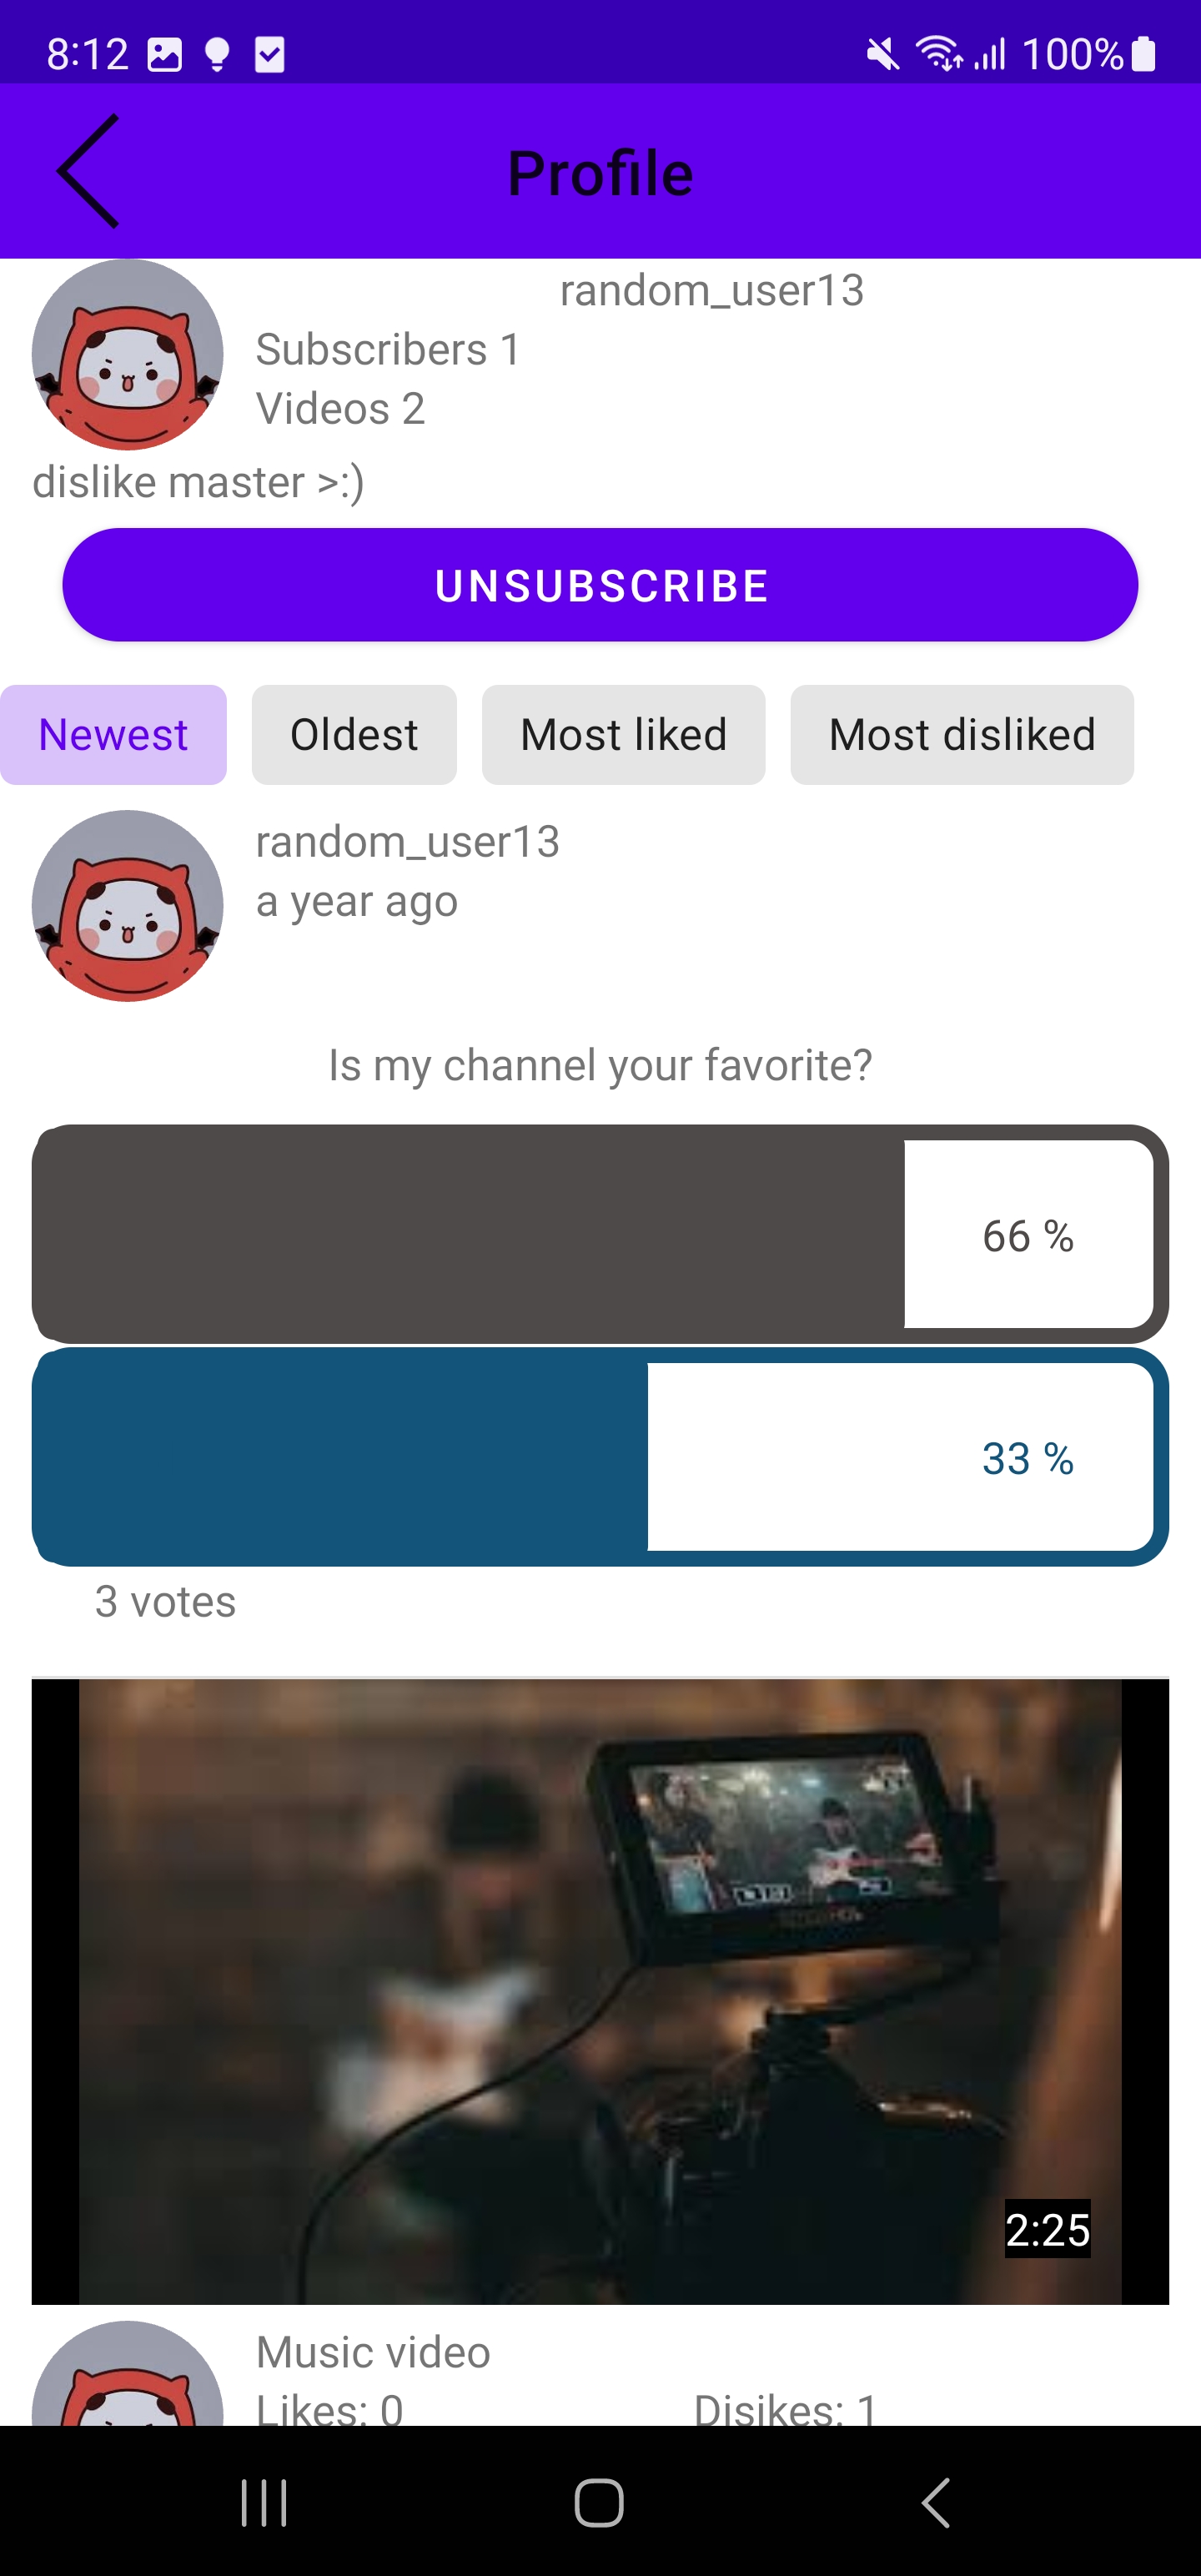 8:12 100%
Profile
random_user13
Subscribers 1
Videos 2
dislike master >:)
UNSUBSCRIBE
Newest Oldest Most liked Most disliked
random_user13
a year ago
Is my channel your favorite?
66 %
33 %
3 votes
2:25
Music video
Likes: 0 Disikes: 1